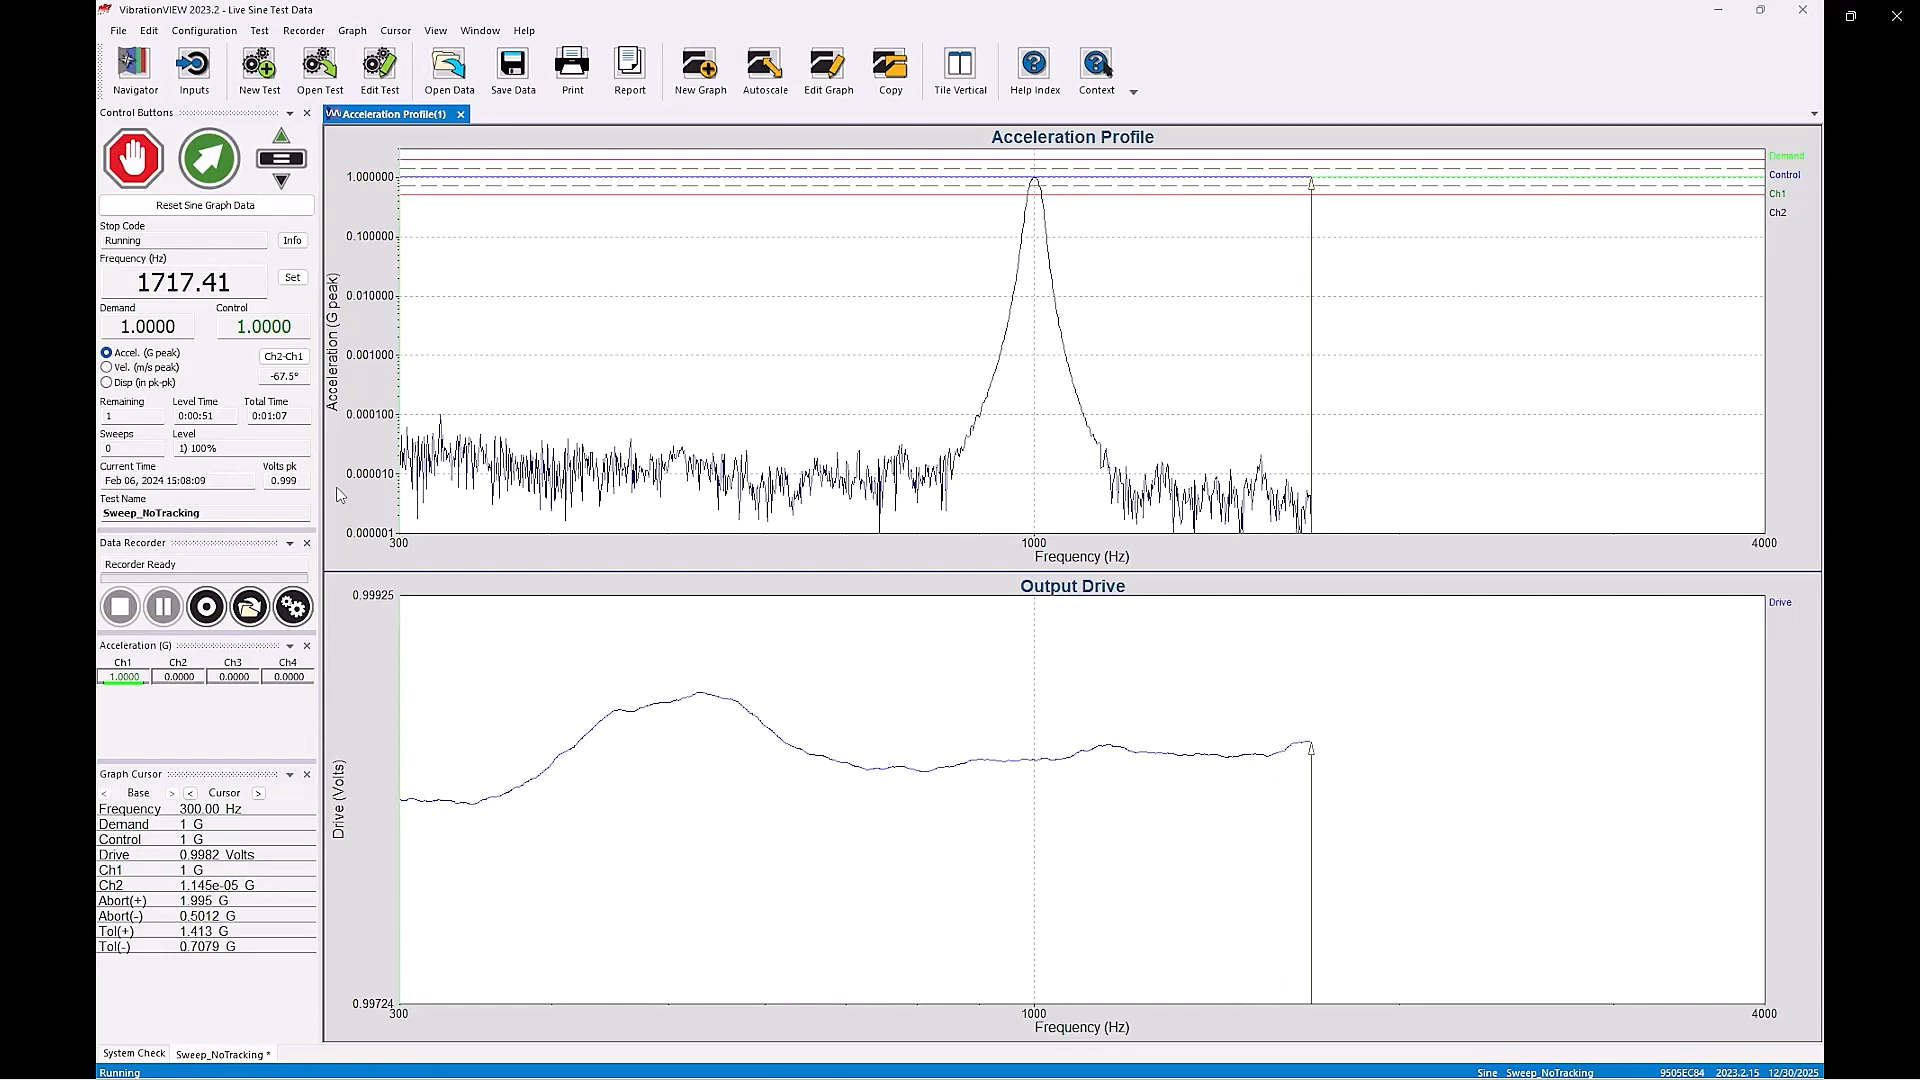 VibrationVIEW 2023.2 - Live Sine Test Data
File Edit Configuration Test Recorder Graph Cursor View Window Help
Navigator Inputs New Test Open Test Edit Test Open Data Save Data Print Report New Graph Autoscale Edit Graph Copy Tile Vertical Help Index Context
Control Buttons
Reset Sine Graph Data
Stop Code
Running Info
Frequency (Hz)
1717.41 Set
Demand Control
1.0000 1.0000
Accel. (G peak) Ch2-Ch1
Vel. (m/s peak)
-67.5°
Disp (in pk-pk)
Remaining Level Time Total Time
1 0:00:51 0:01:07
Sweeps Level
0 1) 100%
Current Time Volts pk
Feb 06, 2024 15:08:09 0.999
Test Name
Sweep_NoTracking
Data Recorder
Recorder Ready
Acceleration (G)
Ch1 Ch2 Ch3 Ch4
1.0000 0.0000 0.0000 0.0000
Graph Cursor
< Base > < Cursor >
Frequency 300.00 Hz
Demand 1 G
Control 1 G
Drive 0.9982 Volts
Ch1 1 G
Ch2 1.145e-05 G
Abort(+) 1.995 G
Abort(-) 0.5012 G
Tol(+) 1.413 G
Tol(-) 0.7079 G
System Check Sweep_NoTracking *
Acceleration Profile(1)
Acceleration Profile
Demand
Control
Ch1
Ch2
Acceleration (G peak)
1.000000
0.100000
0.010000
0.001000
0.000100
0.000010
0.000001
300 1000 4000
Frequency (Hz)
Output Drive
Drive
Drive (Volts)
0.99925
0.99724
300 1000 4000
Frequency (Hz)
Running Sine Sweep_NoTracking 9505EC84 2023.2.15 12/30/2025